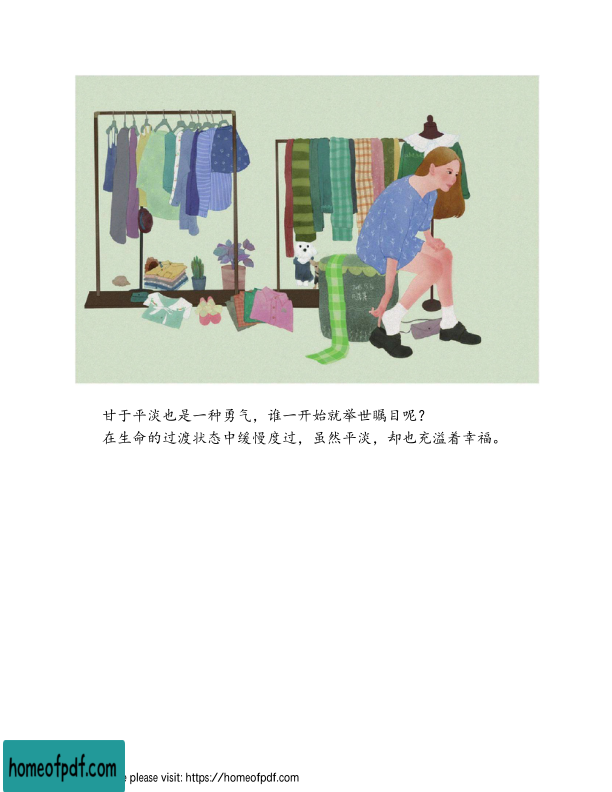 甘于平淡也是一种勇气，谁一开始就举世瞩目呢？
在生命的过渡状态中缓慢度过，虽然平淡，却也充溢着幸福。
homeofpdf.com
please visit: https://homeofpdf.com